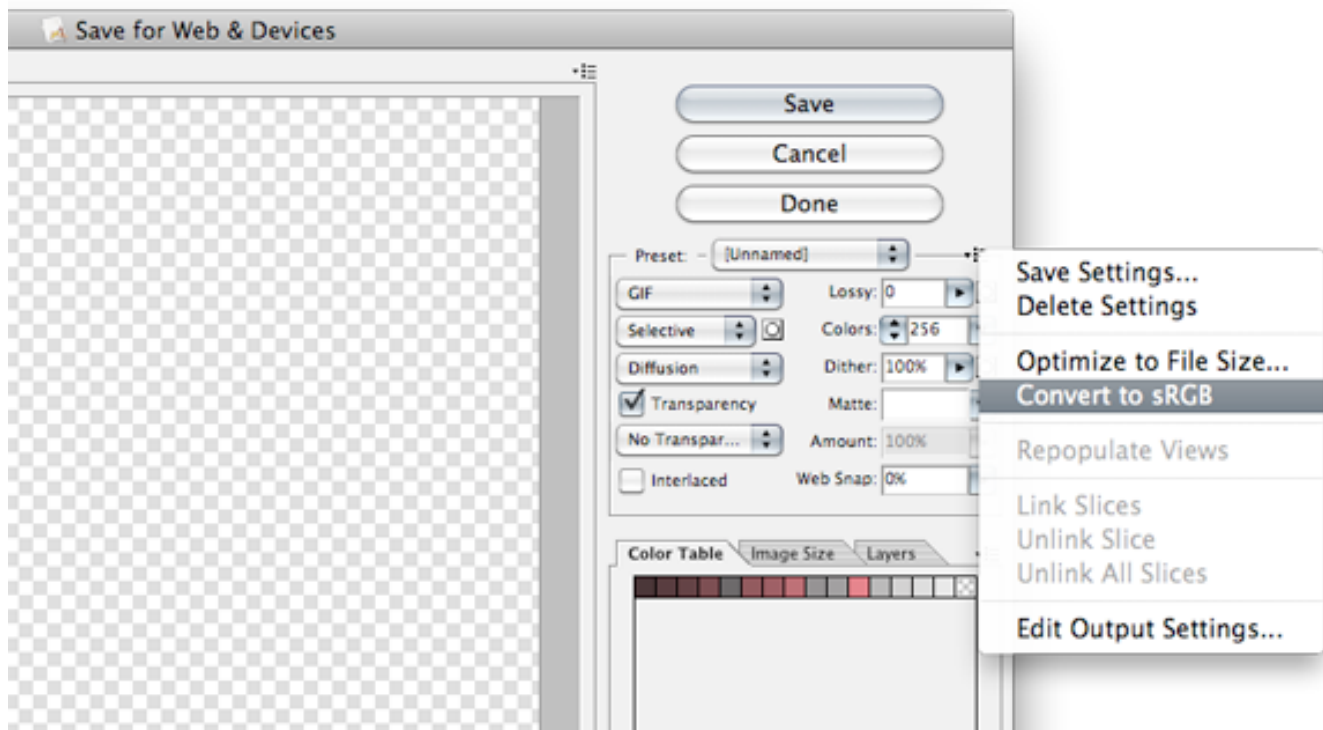 Save for Web & Devices
Save
Cancel
Done
Preset: [Unnamed]
GIF Lossy: 0
Selective Colors: 256
Diffusion Dither: 100%
Transparency Matte:
No Transpar... Amount: 100%
Interlaced Web Snap: 0%
Color Table Image Size Layers
Save Settings...
Delete Settings
Optimize to File Size...
Convert to sRGB
Repopulate Views
Link Slices
Unlink Slice
Unlink All Slices
Edit Output Settings...